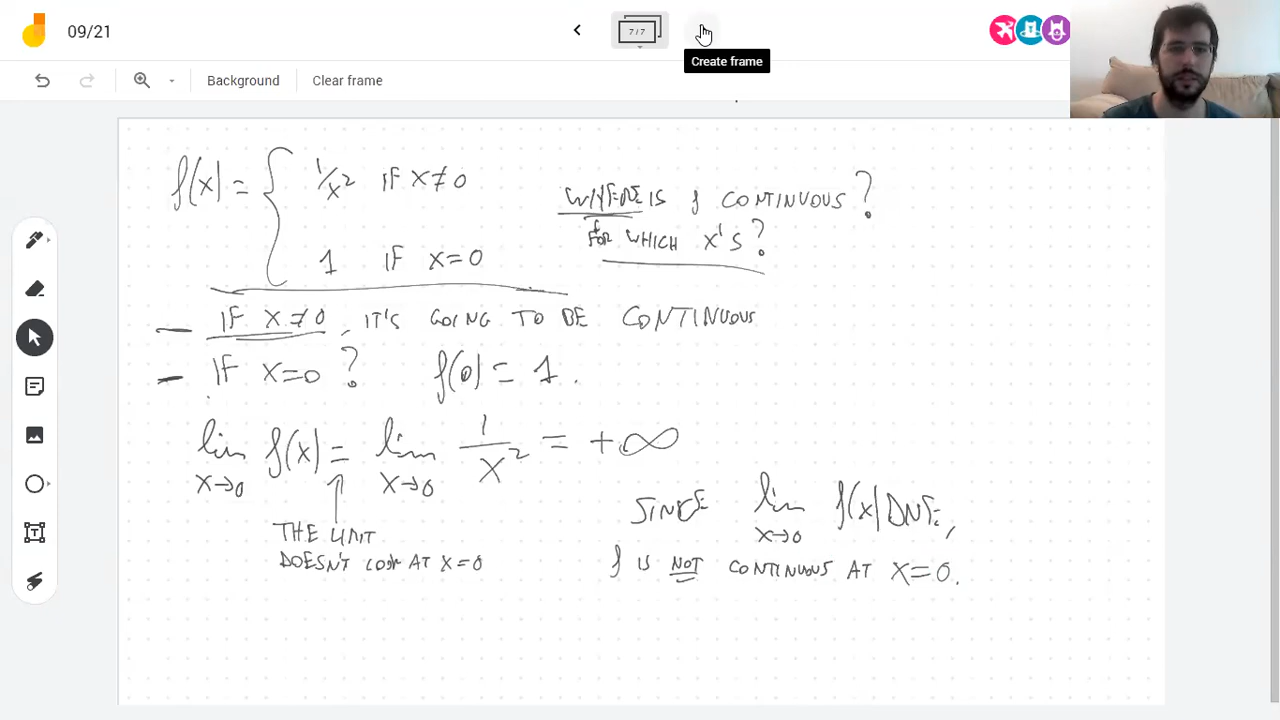 09/21
7/7
Create frame
Background
Clear frame
f(x) = { 1/x² IF x≠0
1 IF x=0
WHERE IS f CONTINUOUS?
FOR WHICH x'S?
— IF x≠0, IT'S GOING TO BE CONTINUOUS
— IF x=0? f(0) = 1.
lim x→0 f(x) = lim x→0 1/x² = +∞
THE LIMIT
DOESN'T LOOK AT x=0
SINCE lim x→0 f(x) DNE,
f IS NOT CONTINUOUS AT x=0.